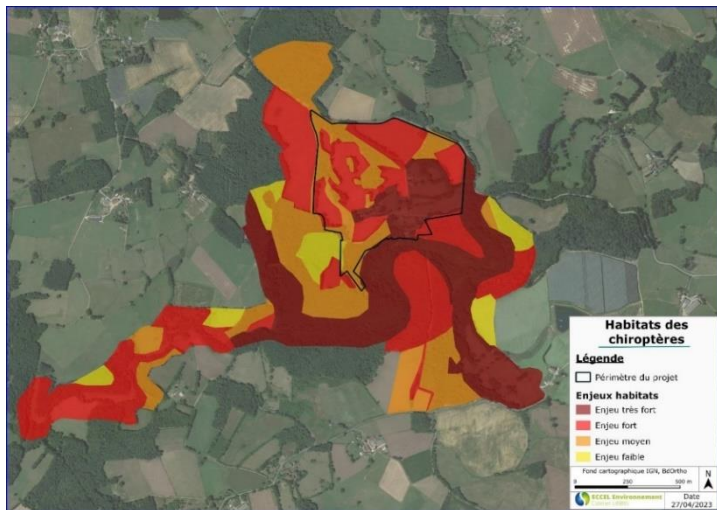 Habitats des
chiroptères
Légende
Périmètre du projet
Enjeux habitats
Enjeu très fort
Enjeu fort
Enjeu moyen
Enjeu faible
Fond cartographique IGN, BdOrtho
0 250 500 m
N
ECCEL Environnement
Date
27/04/2023